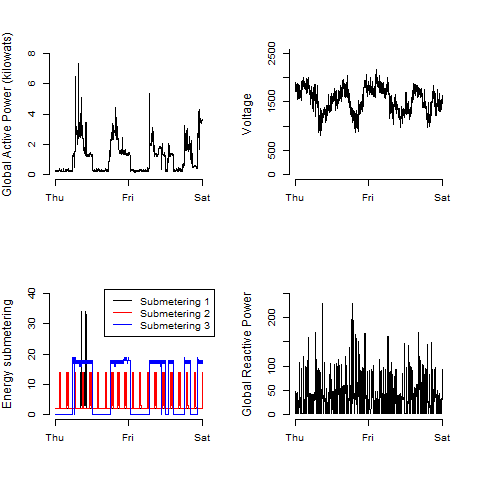 Global Active Power (kilowats)
8
6
4
2
0
Thu Fri Sat
Voltage
2500
1500
500
0
Thu Fri Sat
Energy submetering
40
30
20
10
0
Submetering 1
Submetering 2
Submetering 3
Thu Fri Sat
Global Reactive Power
250
150
50
0
Thu Fri Sat